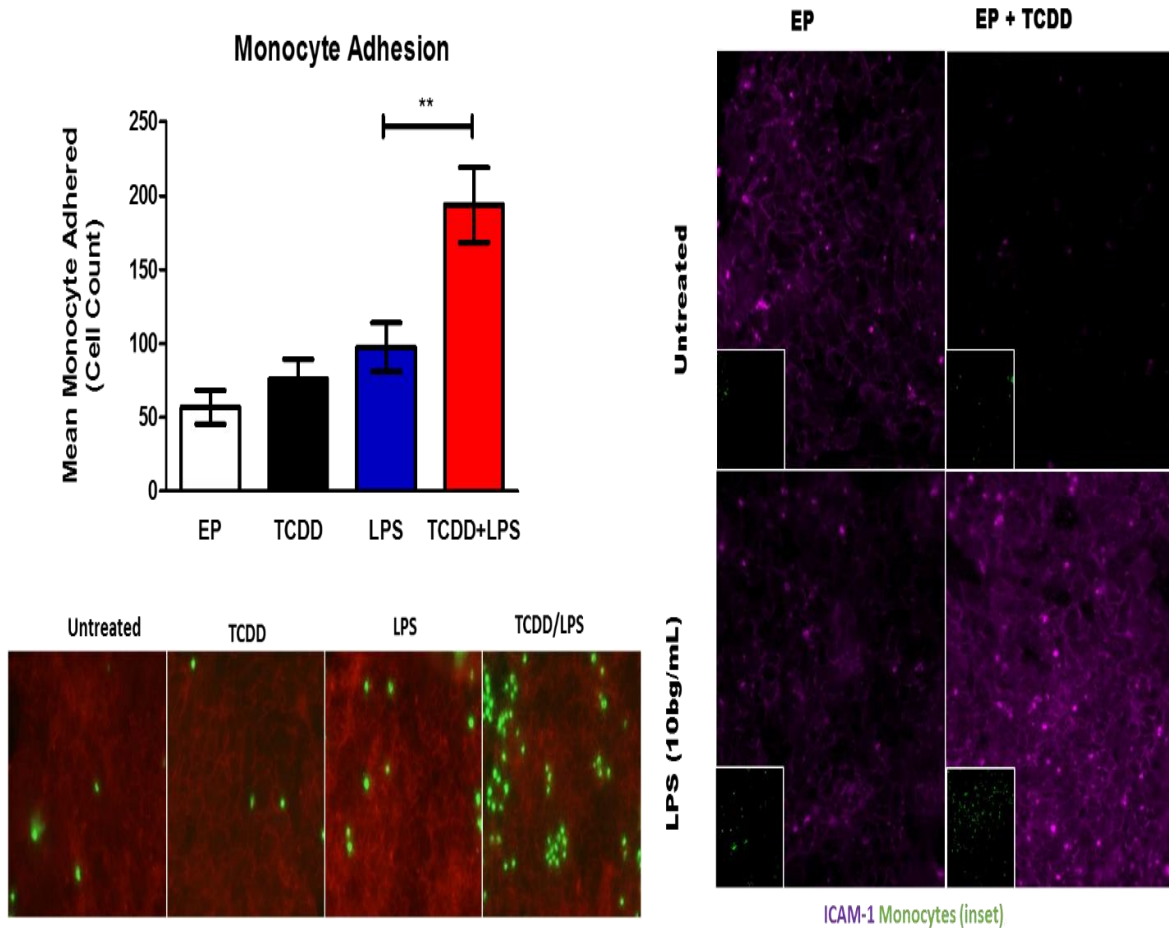 Monocyte Adhesion
**
Mean Monocyte Adhered
(Cell Count)
250
200
150
100
50
0
EP
TCDD
LPS
TCDD+LPS
Untreated
TCDD
LPS
TCDD/LPS
EP
EP + TCDD
Untreated
LPS (10bg/mL)
ICAM-1 Monocytes (inset)